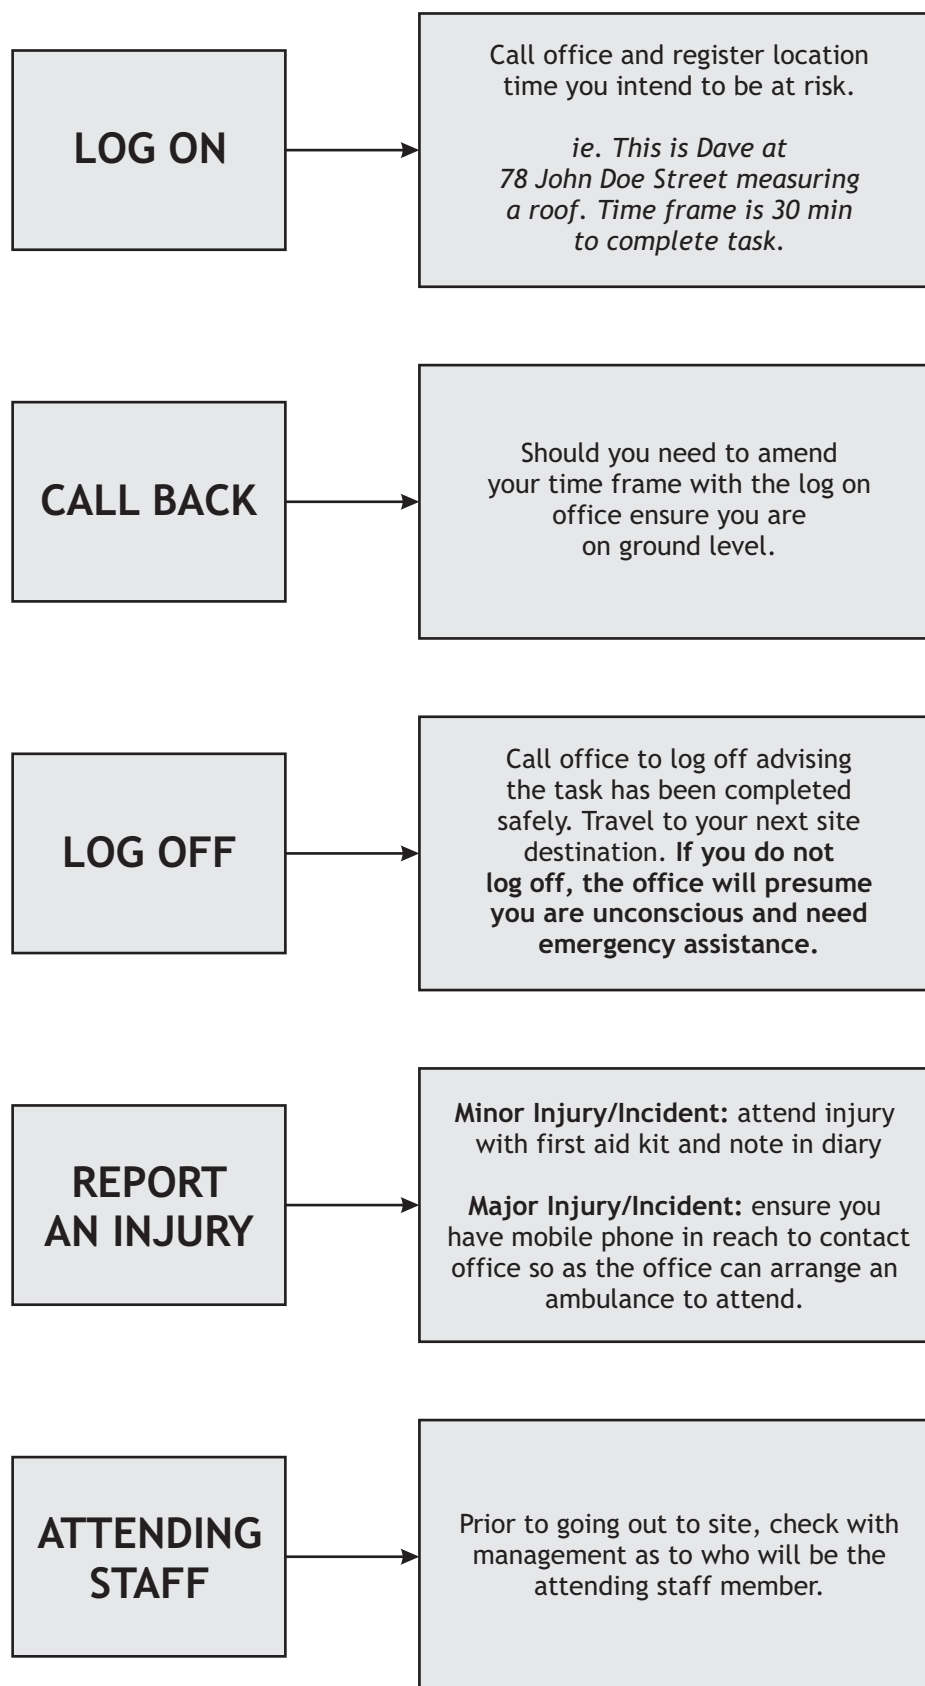 LOG ON
Call office and register location
time you intend to be at risk.
ie. This is Dave at
78 John Doe Street measuring
a roof. Time frame is 30 min
to complete task.
CALL BACK
Should you need to amend
your time frame with the log on
office ensure you are
on ground level.
LOG OFF
Call office to log off advising
the task has been completed
safely. Travel to your next site
destination. If you do not
log off, the office will presume
you are unconscious and need
emergency assistance.
REPORT
AN INJURY
Minor Injury/Incident: attend injury
with first aid kit and note in diary
Major Injury/Incident: ensure you
have mobile phone in reach to contact
office so as the office can arrange an
ambulance to attend.
ATTENDING
STAFF
Prior to going out to site, check with
management as to who will be the
attending staff member.